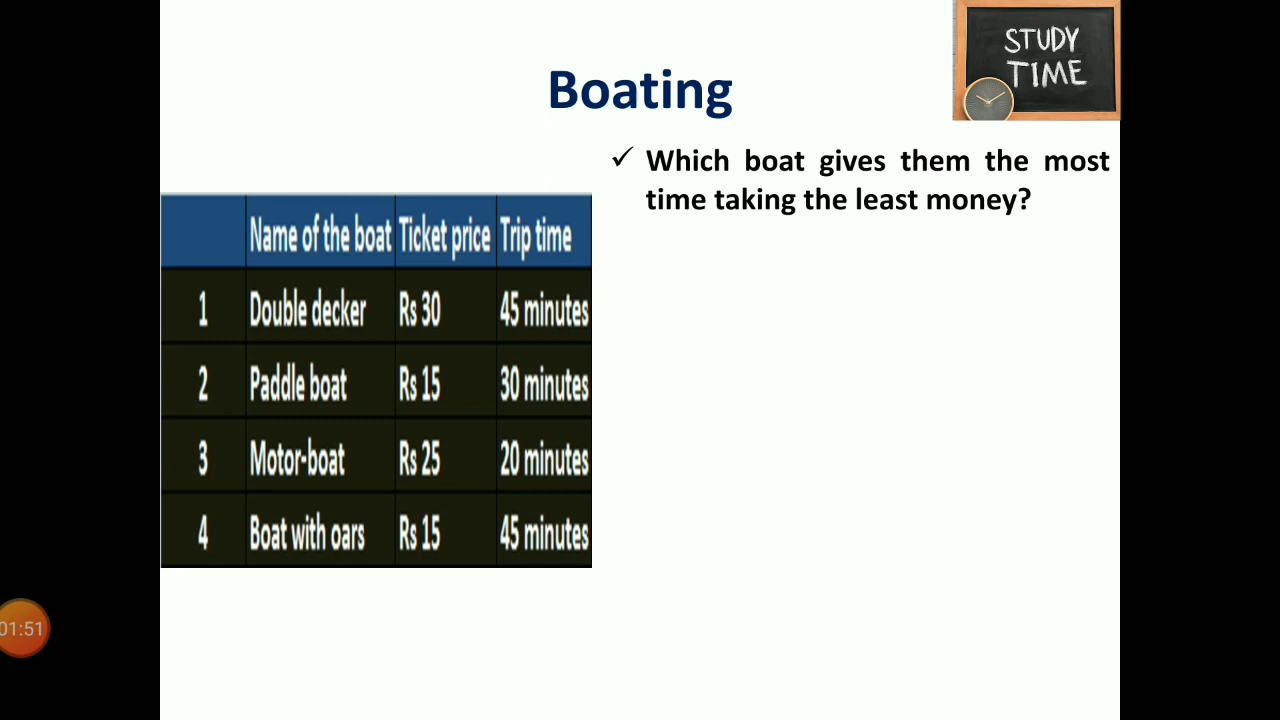 STUDY
TIME
Boating
✓ Which boat gives them the most
time taking the least money?
Name of the boat Ticket price Trip time
1 Double decker Rs 30 45 minutes
2 Paddle boat Rs 15 30 minutes
3 Motor-boat Rs 25 20 minutes
4 Boat with oars Rs 15 45 minutes
01:51